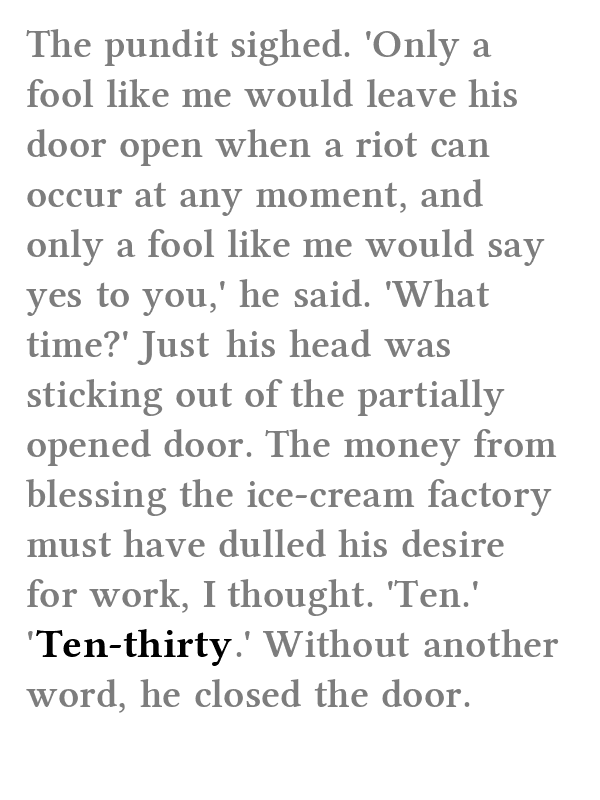 The pundit sighed. 'Only a
fool like me would leave his
door open when a riot can
occur at any moment, and
only a fool like me would say
yes to you,' he said. 'What
time?' Just his head was
sticking out of the partially
opened door. The money from
blessing the ice-cream factory
must have dulled his desire
for work, I thought. 'Ten.'
'Ten-thirty.' Without another
word, he closed the door.